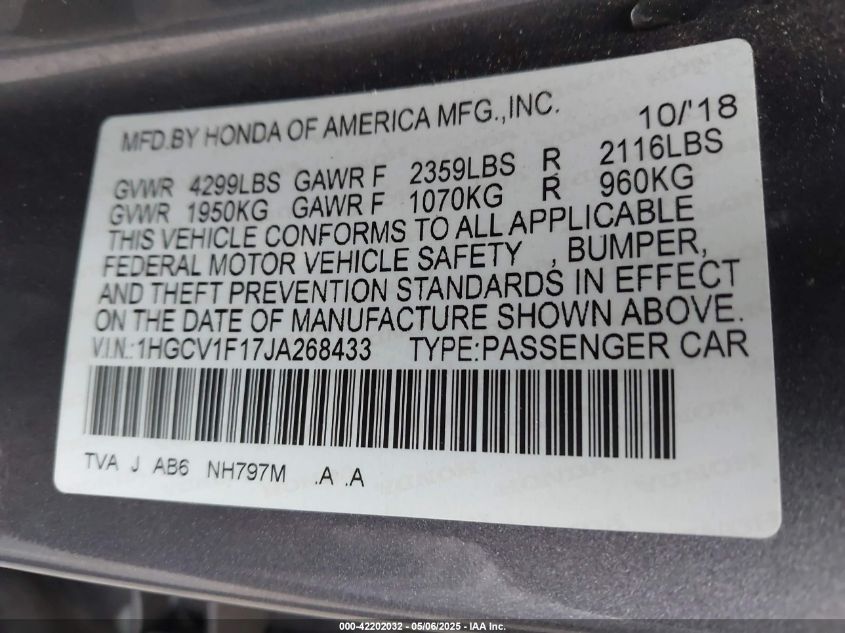 MFD.BY HONDA OF AMERICA MFG.,INC. 10/'18
GVWR 4299LBS GAWR F 2359LBS R 2116LBS
GVWR 1950KG GAWR F 1070KG R 960KG
THIS VEHICLE CONFORMS TO ALL APPLICABLE
FEDERAL MOTOR VEHICLE SAFETY , BUMPER,
AND THEFT PREVENTION STANDARDS IN EFFECT
ON THE DATE OF MANUFACTURE SHOWN ABOVE.
V.I.N.:1HGCV1F17JA268433 TYPE:PASSENGER CAR
TVA J AB6 NH797M .A .A
000-42202032 05/06/2025 - IAA Inc.